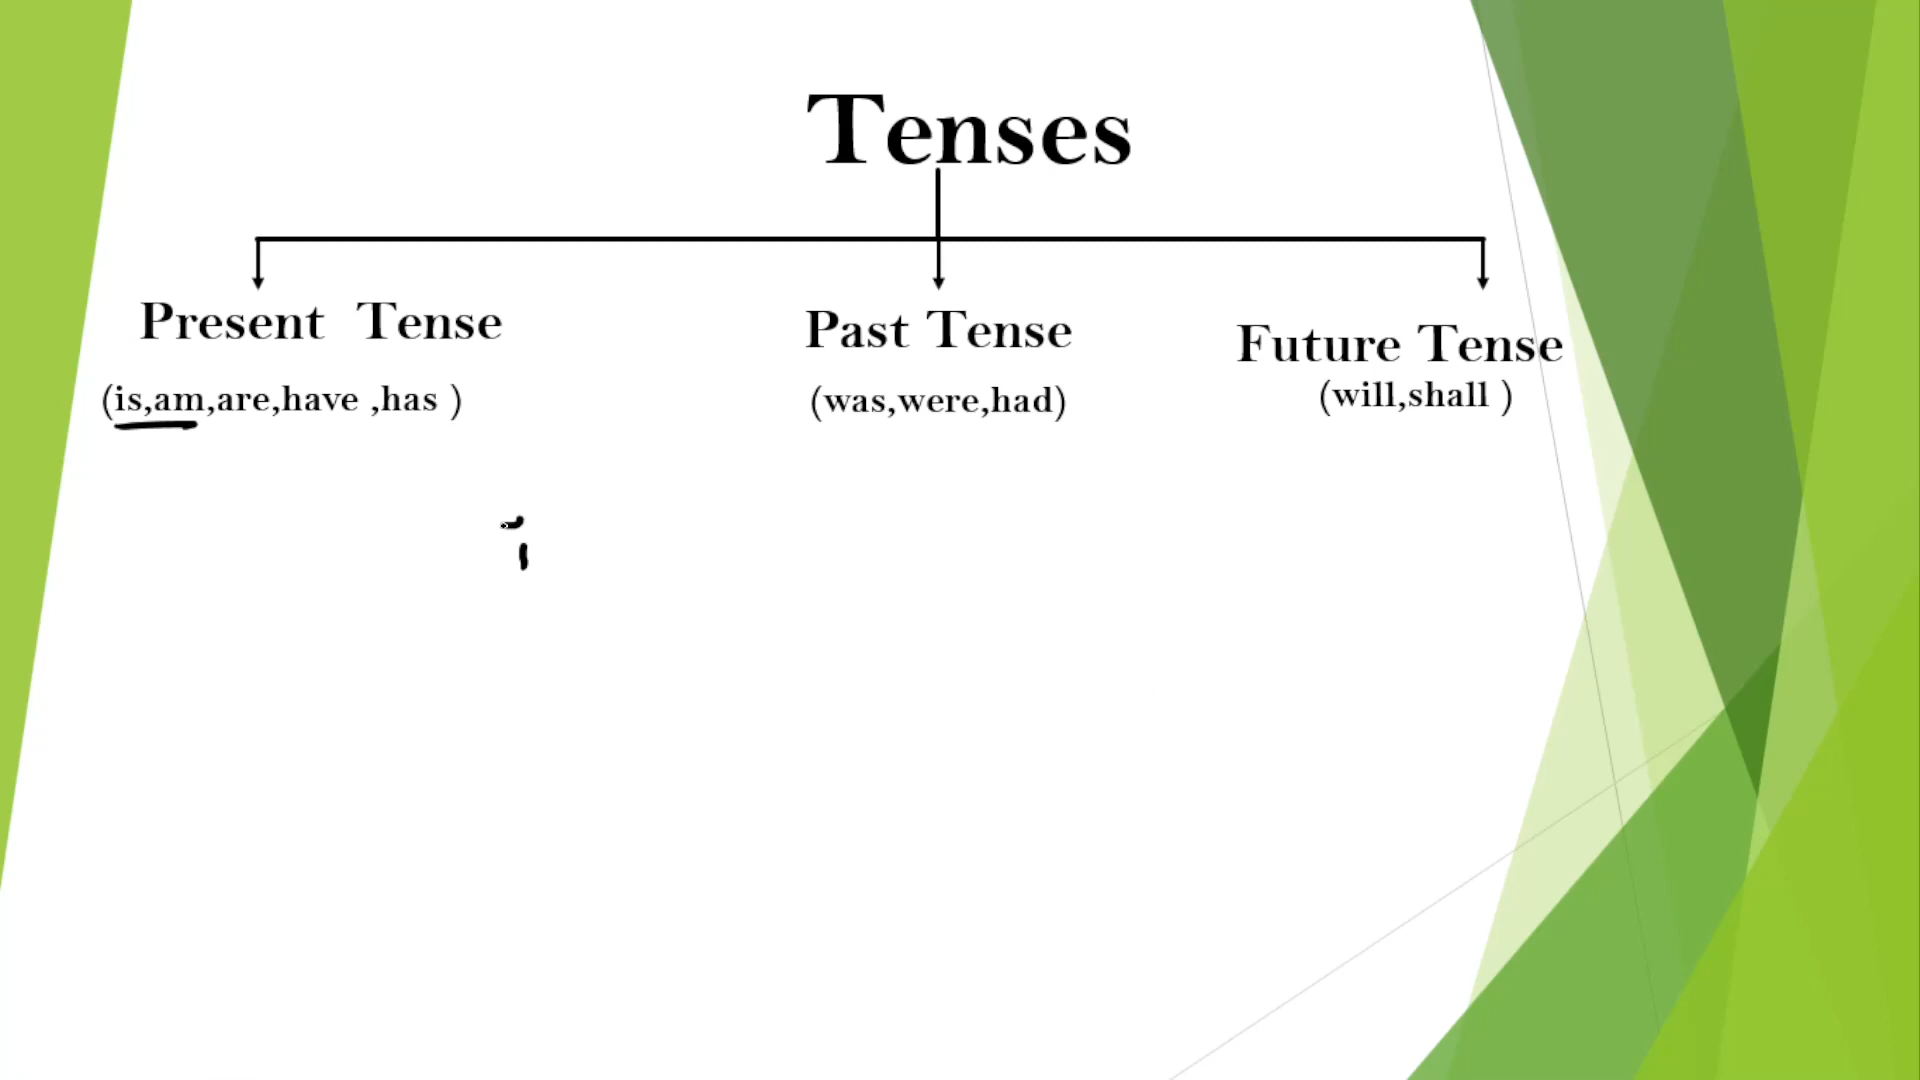 Tenses
Present Tense
Past Tense
Future Tense
(is,am,are,have ,has )
(was,were,had)
(will,shall )